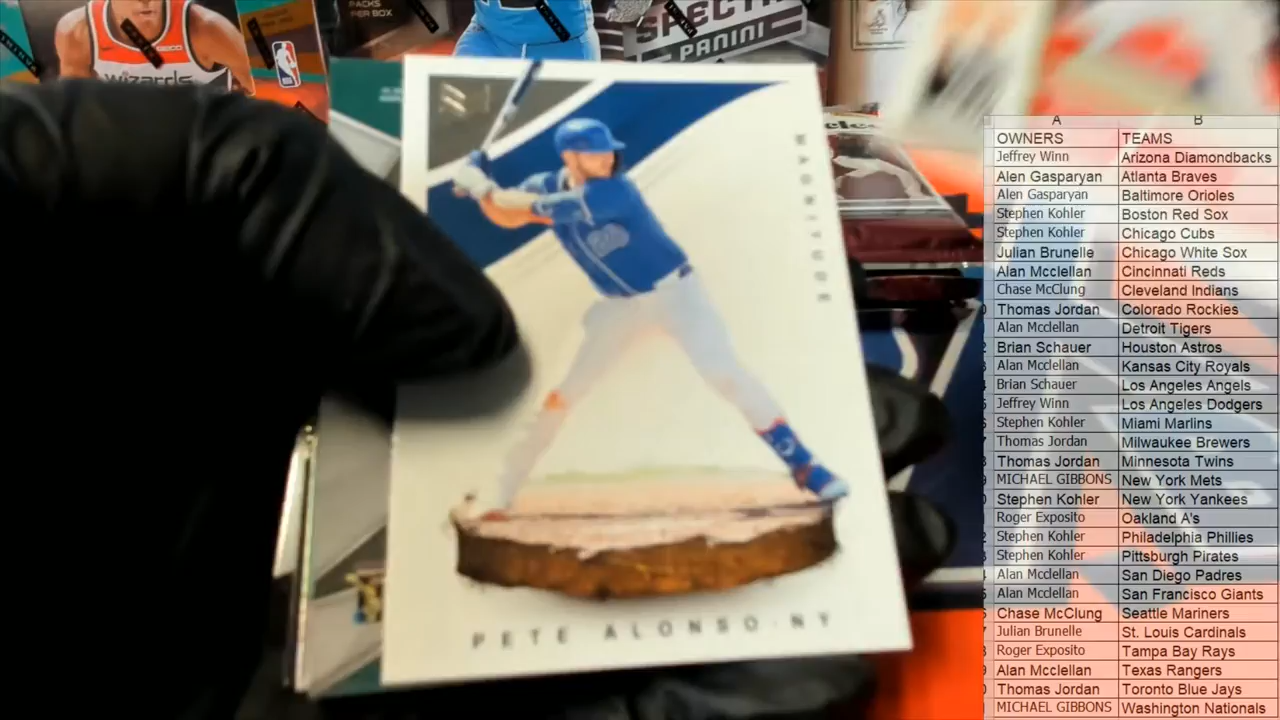 PACKS
PER BOX
GEICO
wizards
NBA
SPECTR
PANINI
MAGNITUDE
PETE ALONSO-NY
A B
OWNERS TEAMS
Jeffrey Winn Arizona Diamondbacks
Alen Gasparyan Atlanta Braves
Alen Gasparyan Baltimore Orioles
Stephen Kohler Boston Red Sox
Stephen Kohler Chicago Cubs
Julian Brunelle Chicago White Sox
Alan Mcclellan Cincinnati Reds
Chase McClung Cleveland Indians
Thomas Jordan Colorado Rockies
Alan Mcclellan Detroit Tigers
Brian Schauer Houston Astros
Alan Mcclellan Kansas City Royals
Brian Schauer Los Angeles Angels
Jeffrey Winn Los Angeles Dodgers
Stephen Kohler Miami Marlins
Thomas Jordan Milwaukee Brewers
Thomas Jordan Minnesota Twins
MICHAEL GIBBONS New York Mets
Stephen Kohler New York Yankees
Roger Exposito Oakland A's
Stephen Kohler Philadelphia Phillies
Stephen Kohler Pittsburgh Pirates
Alan Mcclellan San Diego Padres
Alan Mcclellan San Francisco Giants
Chase McClung Seattle Mariners
Julian Brunelle St. Louis Cardinals
Roger Exposito Tampa Bay Rays
Alan Mcclellan Texas Rangers
Thomas Jordan Toronto Blue Jays
MICHAEL GIBBONS Washington Nationals